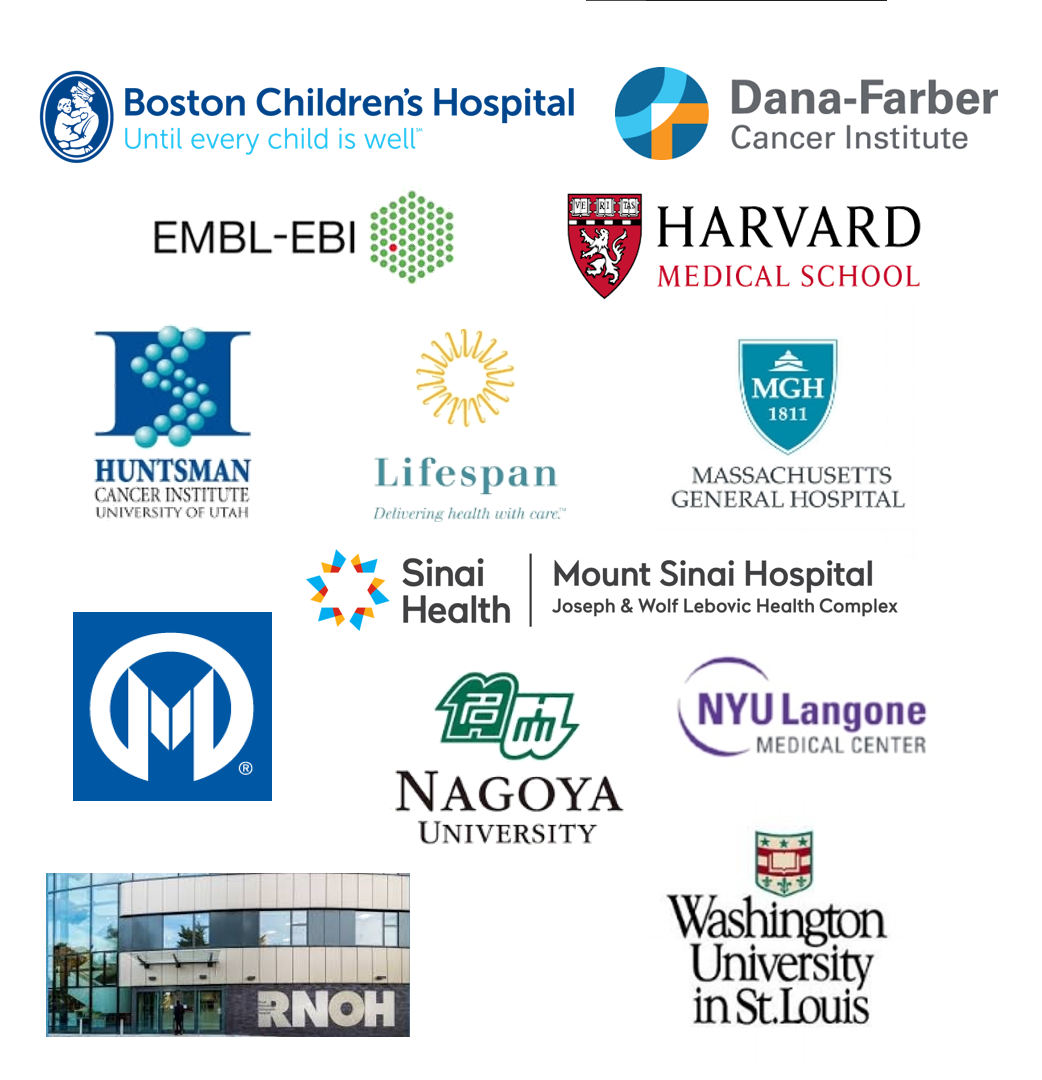 Boston Children's Hospital
Until every child is well℠
Dana-Farber
Cancer Institute
EMBL-EBI
VE RI TAS
HARVARD
MEDICAL SCHOOL
HUNTSMAN
CANCER INSTITUTE
UNIVERSITY OF UTAH
Lifespan
Delivering health with care.™
MGH
1811
MASSACHUSETTS
GENERAL HOSPITAL
Sinai
Health
Mount Sinai Hospital
Joseph & Wolf Lebovic Health Complex
M
®
NAGOYA
UNIVERSITY
NYU Langone
MEDICAL CENTER
RNOH
Washington
University
in St.Louis